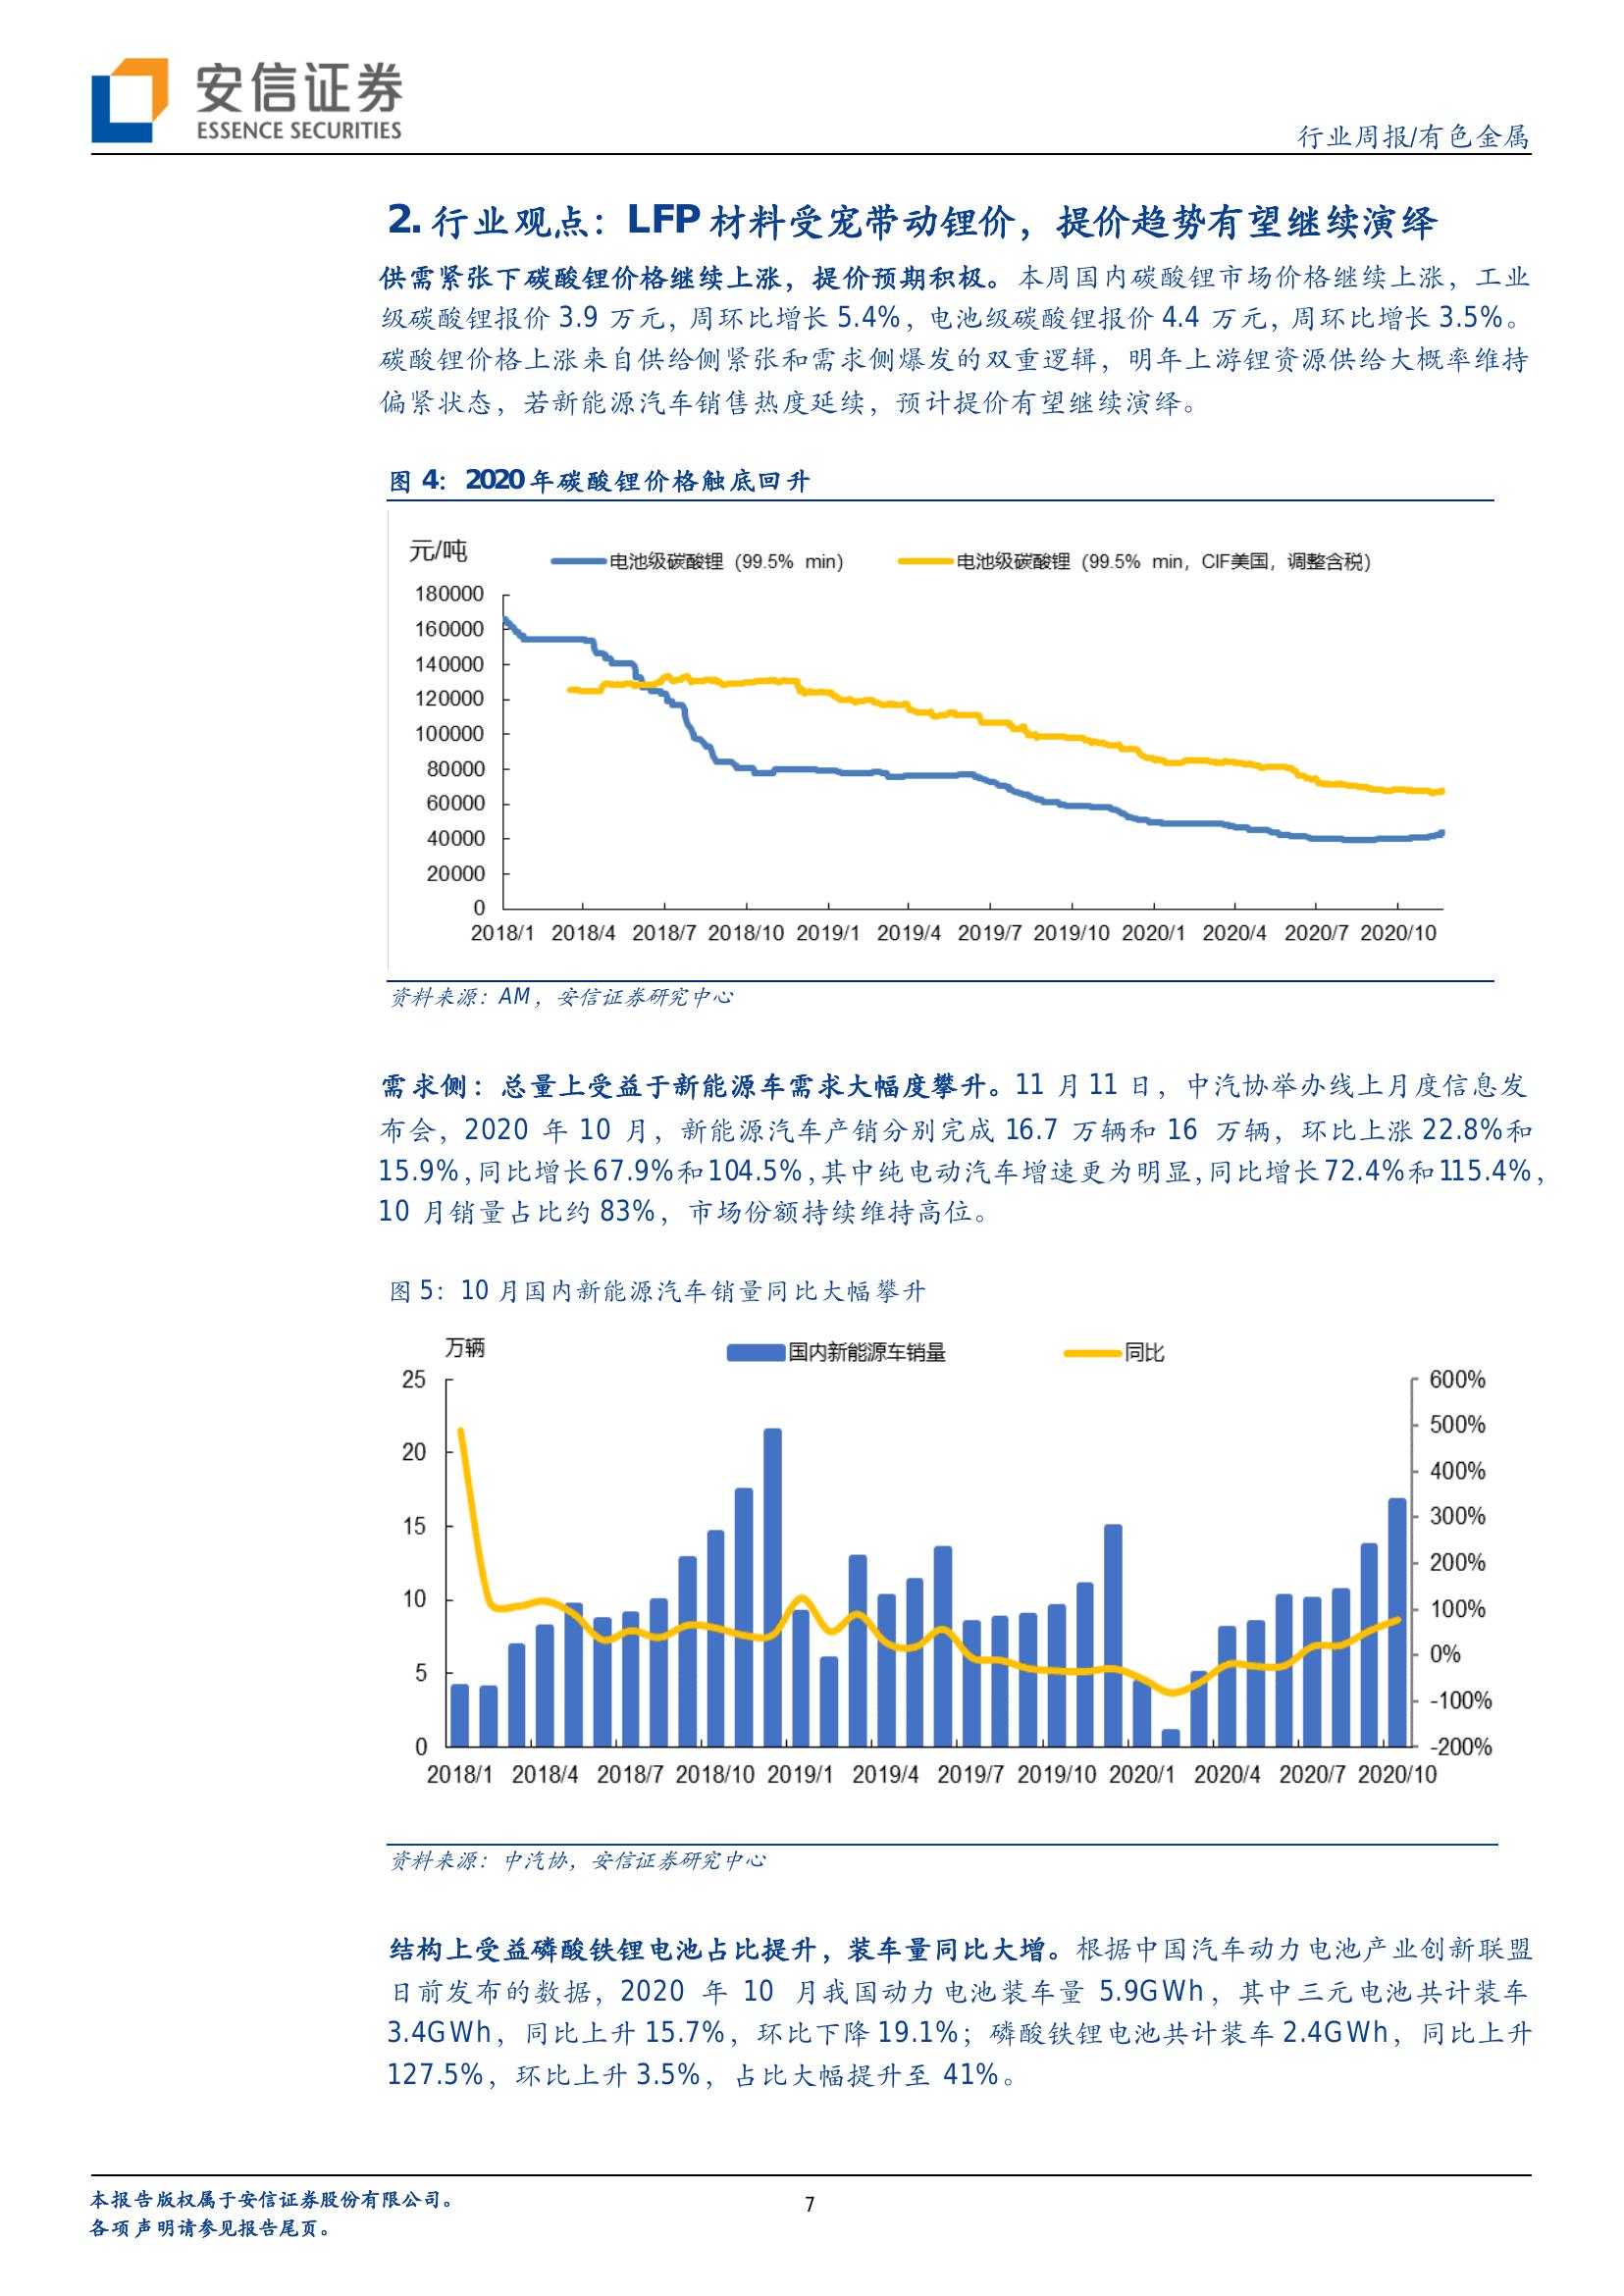 安信证券
ESSENCE SECURITIES
行业周报/有色金属
2. 行业观点：LFP 材料受宠带动锂价，提价趋势有望继续演绎
供需紧张下碳酸锂价格继续上涨，提价预期积极。本周国内碳酸锂市场价格继续上涨，工业
级碳酸锂报价 3.9 万元，周环比增长 5.4%，电池级碳酸锂报价 4.4 万元，周环比增长 3.5%。
碳酸锂价格上涨来自供给侧紧张和需求侧爆发的双重逻辑，明年上游锂资源供给大概率维持
偏紧状态，若新能源汽车销售热度延续，预计提价有望继续演绎。
图 4：2020 年碳酸锂价格触底回升
元/吨
电池级碳酸锂（99.5% min） 电池级碳酸锂（99.5% min，CIF美国，调整含税）
180000
160000
140000
120000
100000
80000
60000
40000
20000
0
2018/1 2018/4 2018/7 2018/10 2019/1 2019/4 2019/7 2019/10 2020/1 2020/4 2020/7 2020/10
资料来源：AM，安信证券研究中心
需求侧：总量上受益于新能源车需求大幅度攀升。11 月 11 日，中汽协举办线上月度信息发
布会，2020 年 10 月，新能源汽车产销分别完成 16.7 万辆和 16 万辆，环比上涨 22.8%和
15.9%，同比增长 67.9%和 104.5%，其中纯电动汽车增速更为明显，同比增长 72.4%和 115.4%，
10 月销量占比约 83%，市场份额持续维持高位。
图 5：10 月国内新能源汽车销量同比大幅攀升
万辆
国内新能源车销量 同比
25
20
15
10
5
0
600%
500%
400%
300%
200%
100%
0%
-100%
-200%
2018/1 2018/4 2018/7 2018/10 2019/1 2019/4 2019/7 2019/10 2020/1 2020/4 2020/7 2020/10
资料来源：中汽协，安信证券研究中心
结构上受益磷酸铁锂电池占比提升，装车量同比大增。根据中国汽车动力电池产业创新联盟
日前发布的数据，2020 年 10 月我国动力电池装车量 5.9GWh，其中三元电池共计装车
3.4GWh，同比上升 15.7%，环比下降 19.1%；磷酸铁锂电池共计装车 2.4GWh，同比上升
127.5%，环比上升 3.5%，占比大幅提升至 41%。
本报告版权属于安信证券股份有限公司。
各项声明请参见报告尾页。
7